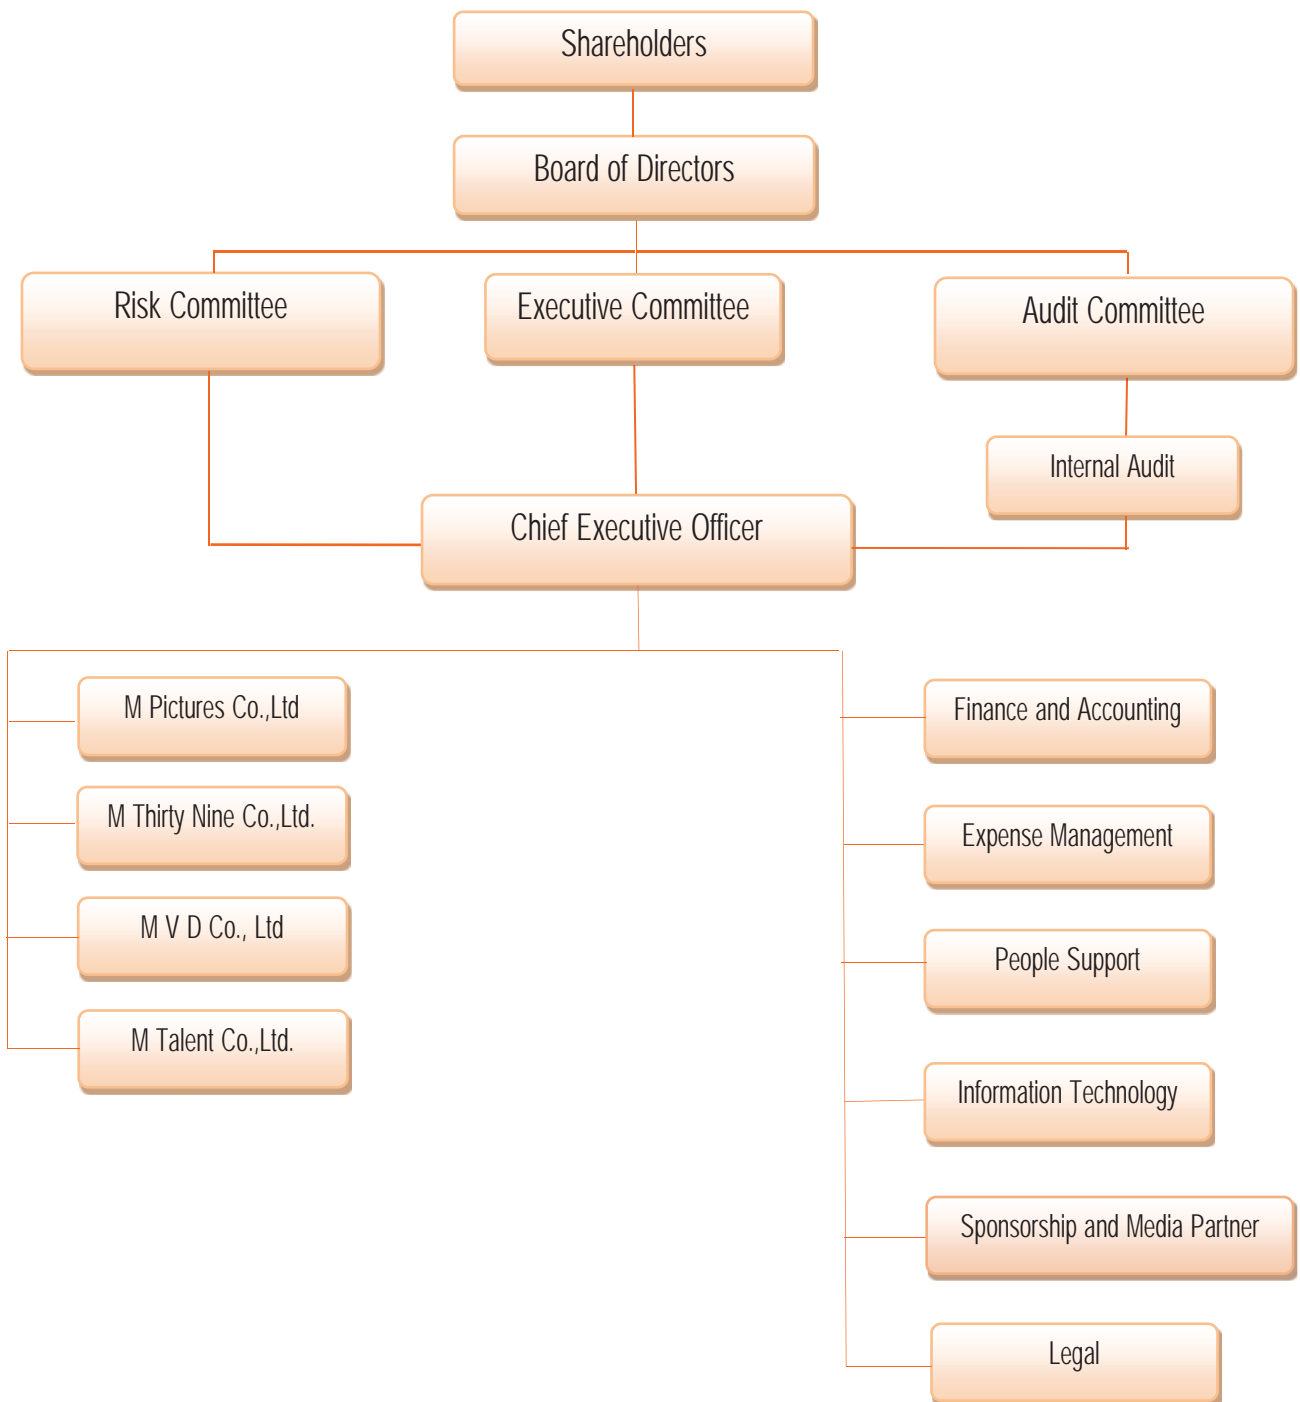 Shareholders
Board of Directors
Risk Committee
Executive Committee
Audit Committee
Internal Audit
Chief Executive Officer
M Pictures Co.,Ltd
M Thirty Nine Co.,Ltd.
M V D Co., Ltd
M Talent Co.,Ltd.
Finance and Accounting
Expense Management
People Support
Information Technology
Sponsorship and Media Partner
Legal